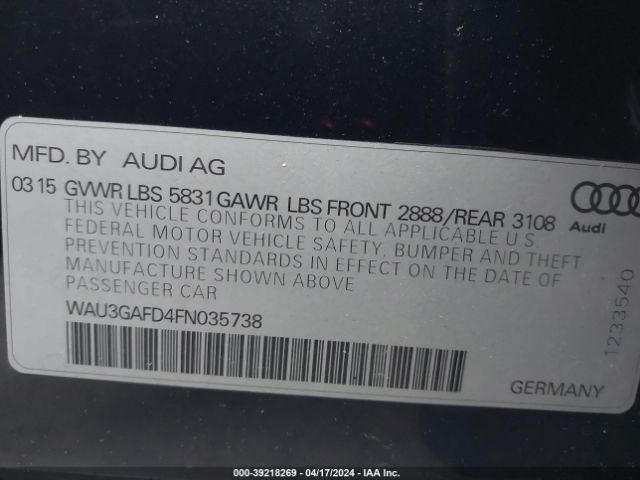 MFD. BY AUDI AG
0315 GVWR LBS 5831 GAWR LBS FRONT 2888/REAR 3108
THIS VEHICLE CONFORMS TO ALL APPLICABLE U.S.
FEDERAL MOTOR VEHICLE SAFETY, BUMPER AND THEFT
PREVENTION STANDARDS IN EFFECT ON THE DATE OF
MANUFACTURE SHOWN ABOVE
PASSENGER CAR
WAU3GAFD4FN035738
Audi
1233540
GERMANY
000-39218269 - 04/17/2024 - IAA Inc.